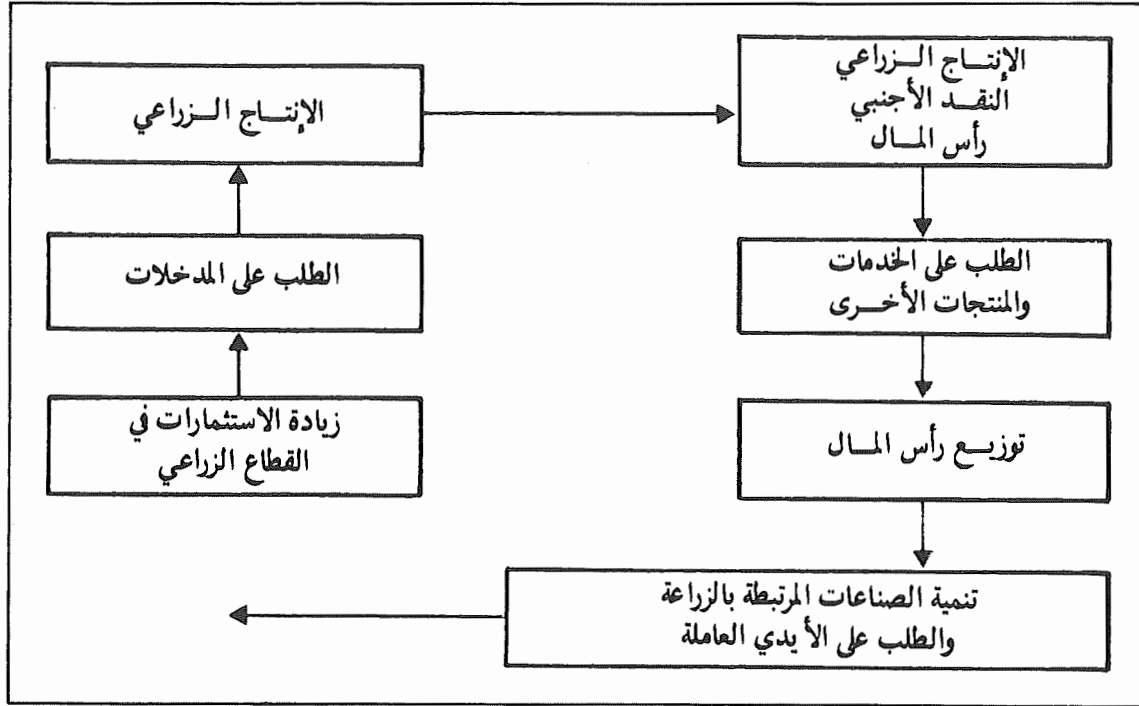 الإنتاج الزراعي
النقد الأجنبي
رأس المال
الإنتاج الزراعي
الطلب على الخدمات
والمنتجات الأخرى
الطلب على المدخلات
زيادة الاستثمارات في
القطاع الزراعي
توزيع رأس المال
تنمية الصناعات المرتبطة بالزراعة
والطلب على الأيدي العاملة